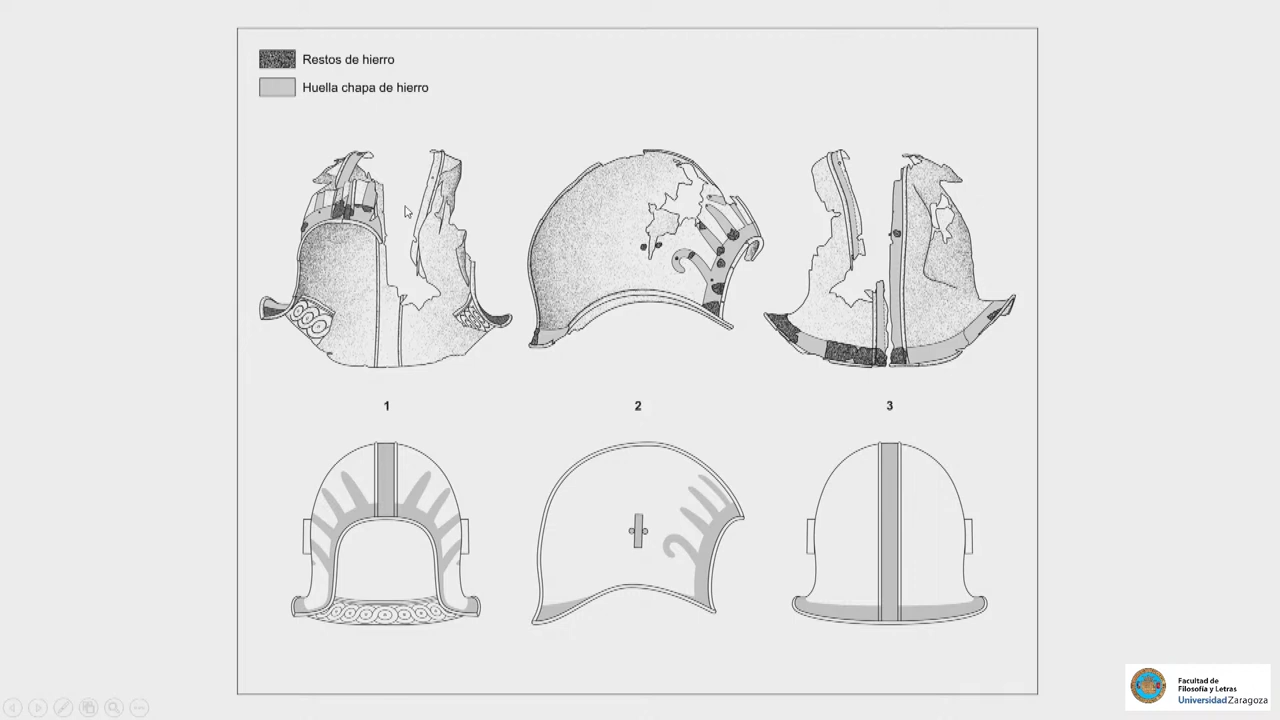 Restos de hierro
Huella chapa de hierro
1
2
3
Facultad de
Filosofía y Letras
Universidad Zaragoza